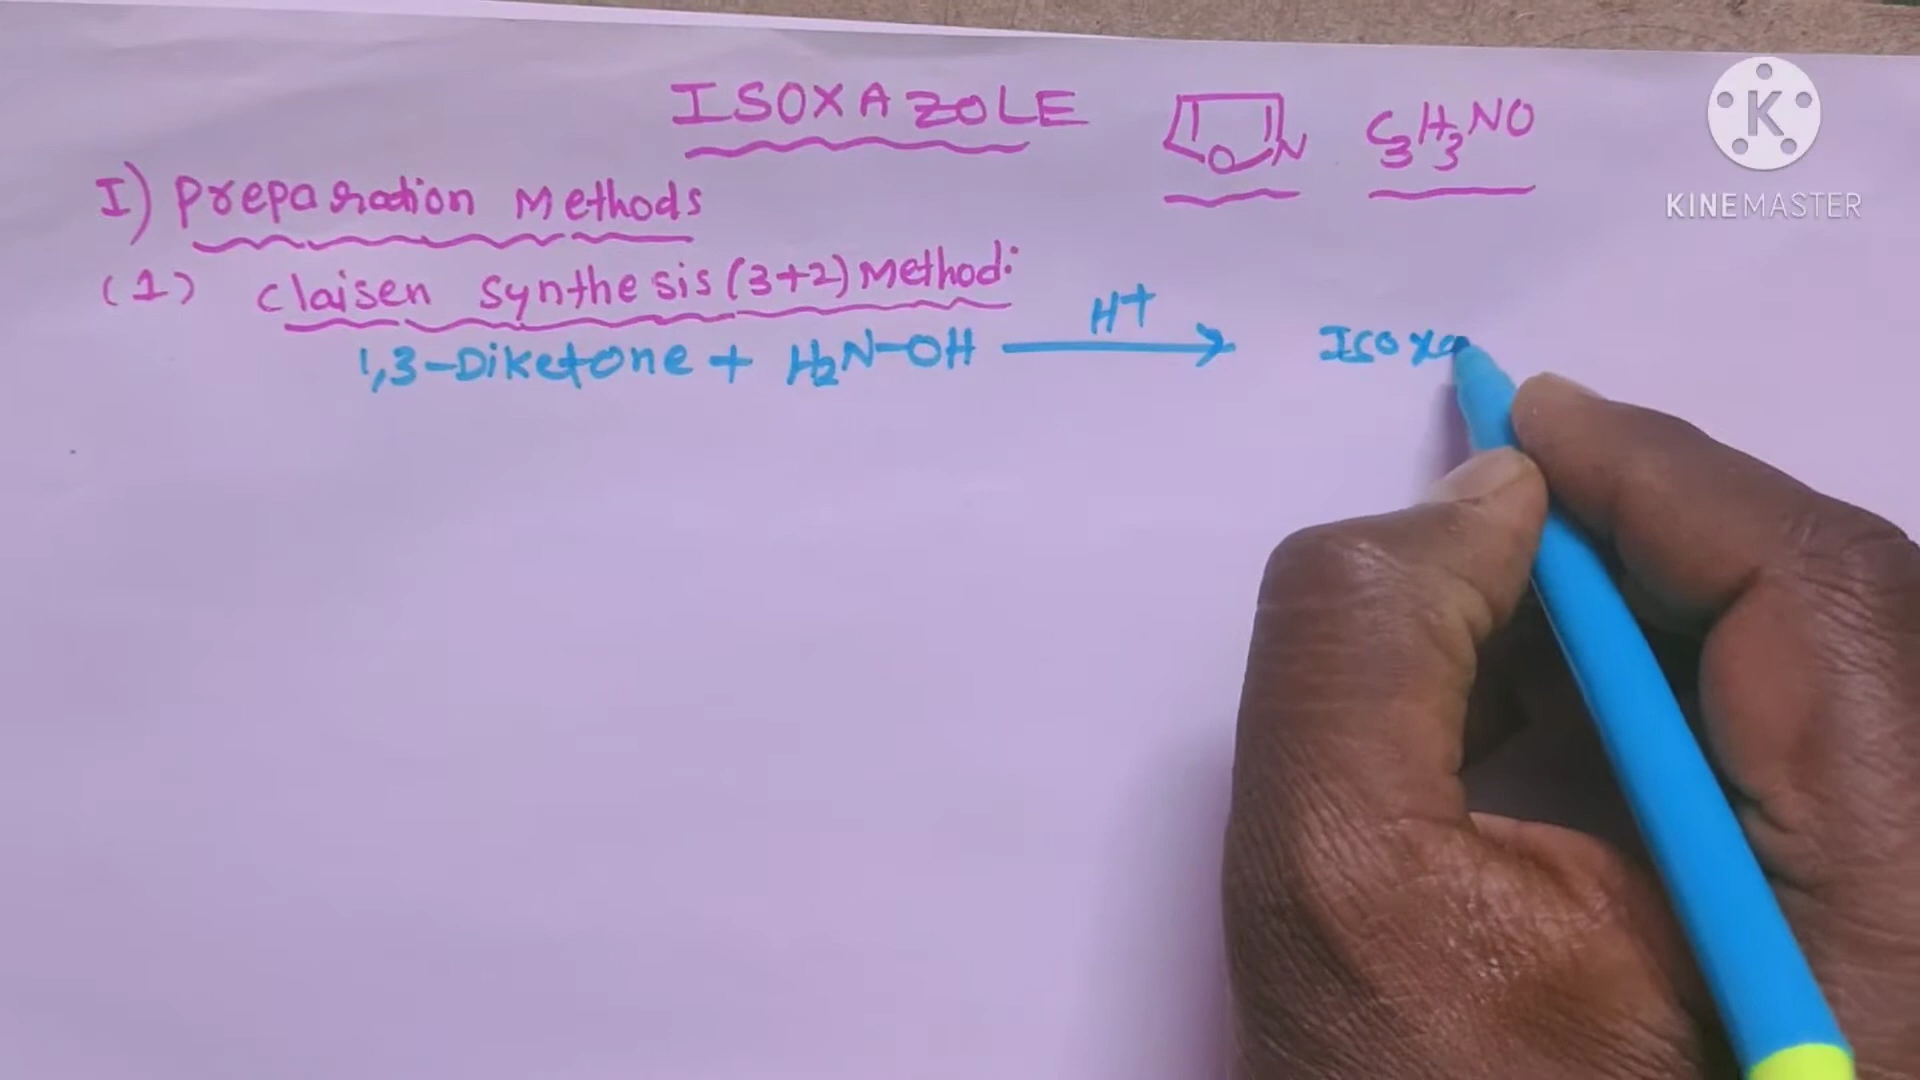 ISOXAZOLE
O N C3H3NO
K
KINEMASTER
I) Preparation Methods
(1) Claisen synthesis (3+2) Method:
1,3-Diketone + H2N-OH H+ → Isoxa